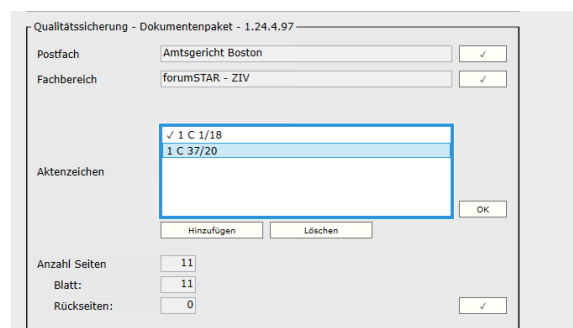 Qualitätssicherung - Dokumentenpaket - 1.24.4.97
Postfach Amtsgericht Boston ✓
Fachbereich forumSTAR - ZIV ✓
✓ 1 C 1/18
1 C 37/20
Aktenzeichen
OK
Hinzufügen Löschen
Anzahl Seiten 11
Blatt: 11
Rückseiten: 0 ✓